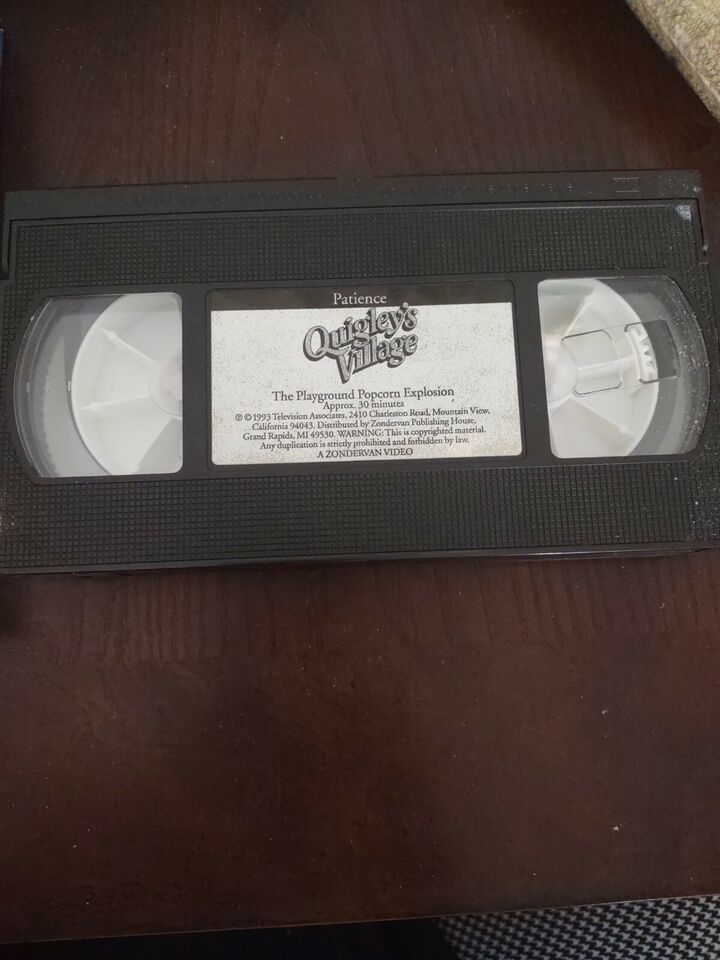 Patience
Quigley's
Village
The Playground Popcorn Explosion
Approx. 30 minutes
℗ © 1993 Television Associates, 2410 Charleston Road, Mountain View,
California 94043. Distributed by Zondervan Publishing House,
Grand Rapids, MI 49530. WARNING: This is copyrighted material.
Any duplication is strictly prohibited and forbidden by law.
A ZONDERVAN VIDEO